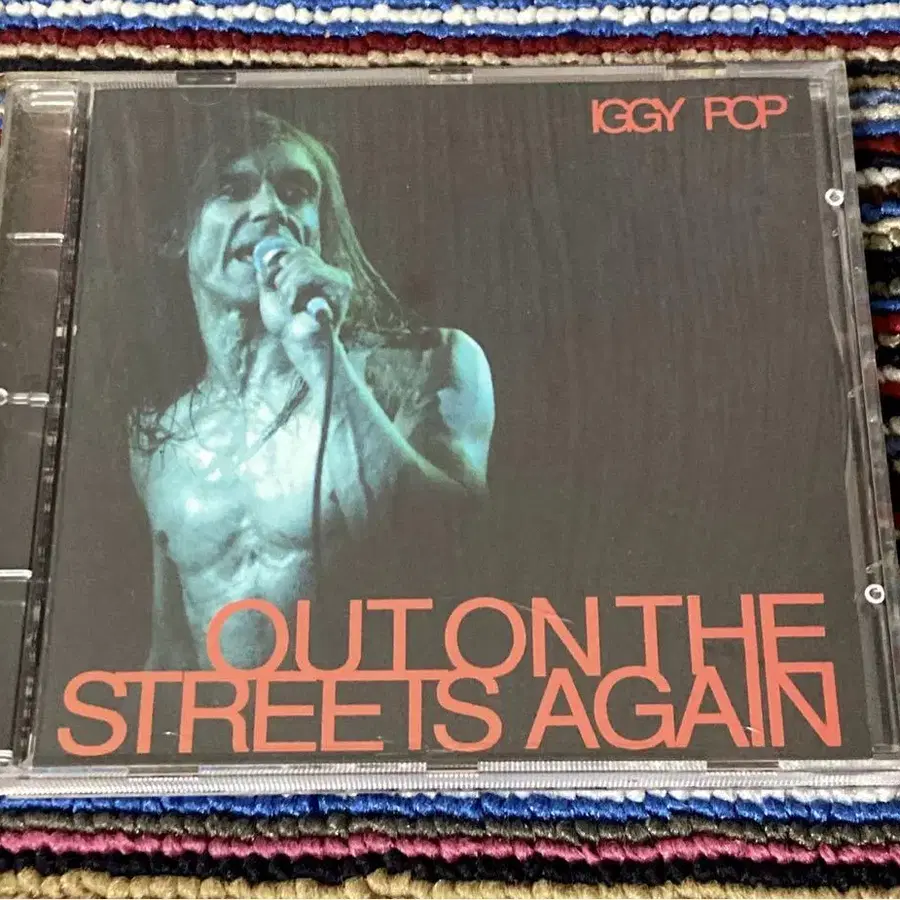 IGGY POP
OUT ON THE
STREETS AGAIN